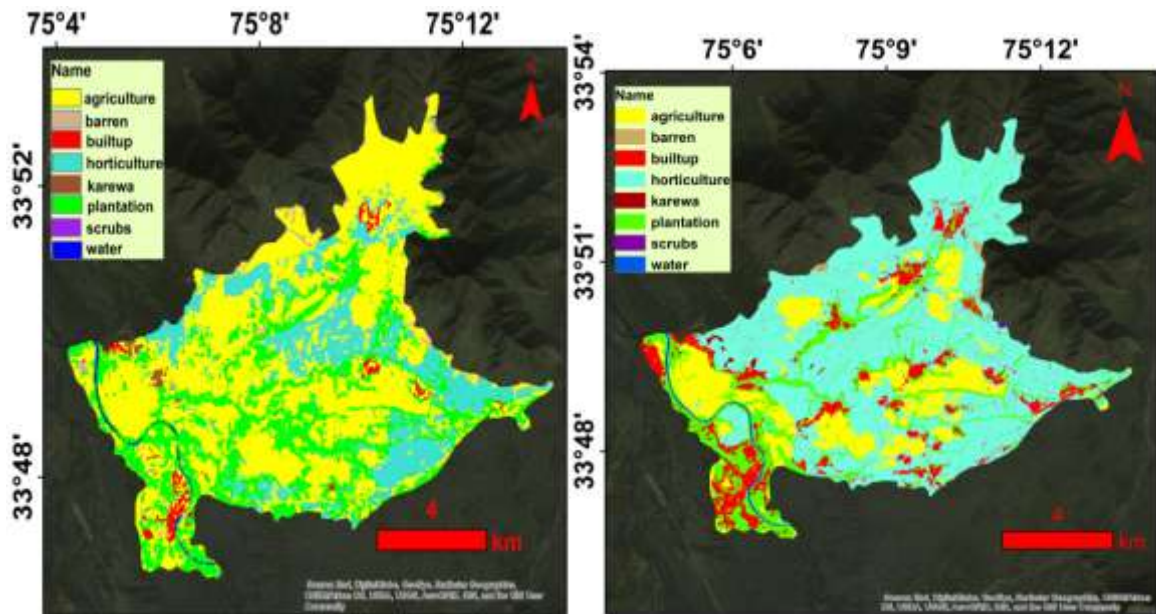 75°4' 75°8' 75°12'
33°52'
33°48'
Name
agriculture
barren
builtup
horticulture
karewa
plantation
scrubs
water
4
km
75°6' 75°9' 75°12'
33°54'
33°51'
33°48'
Name
agriculture
barren
builtup
horticulture
karewa
plantation
scrubs
water
N
4
km